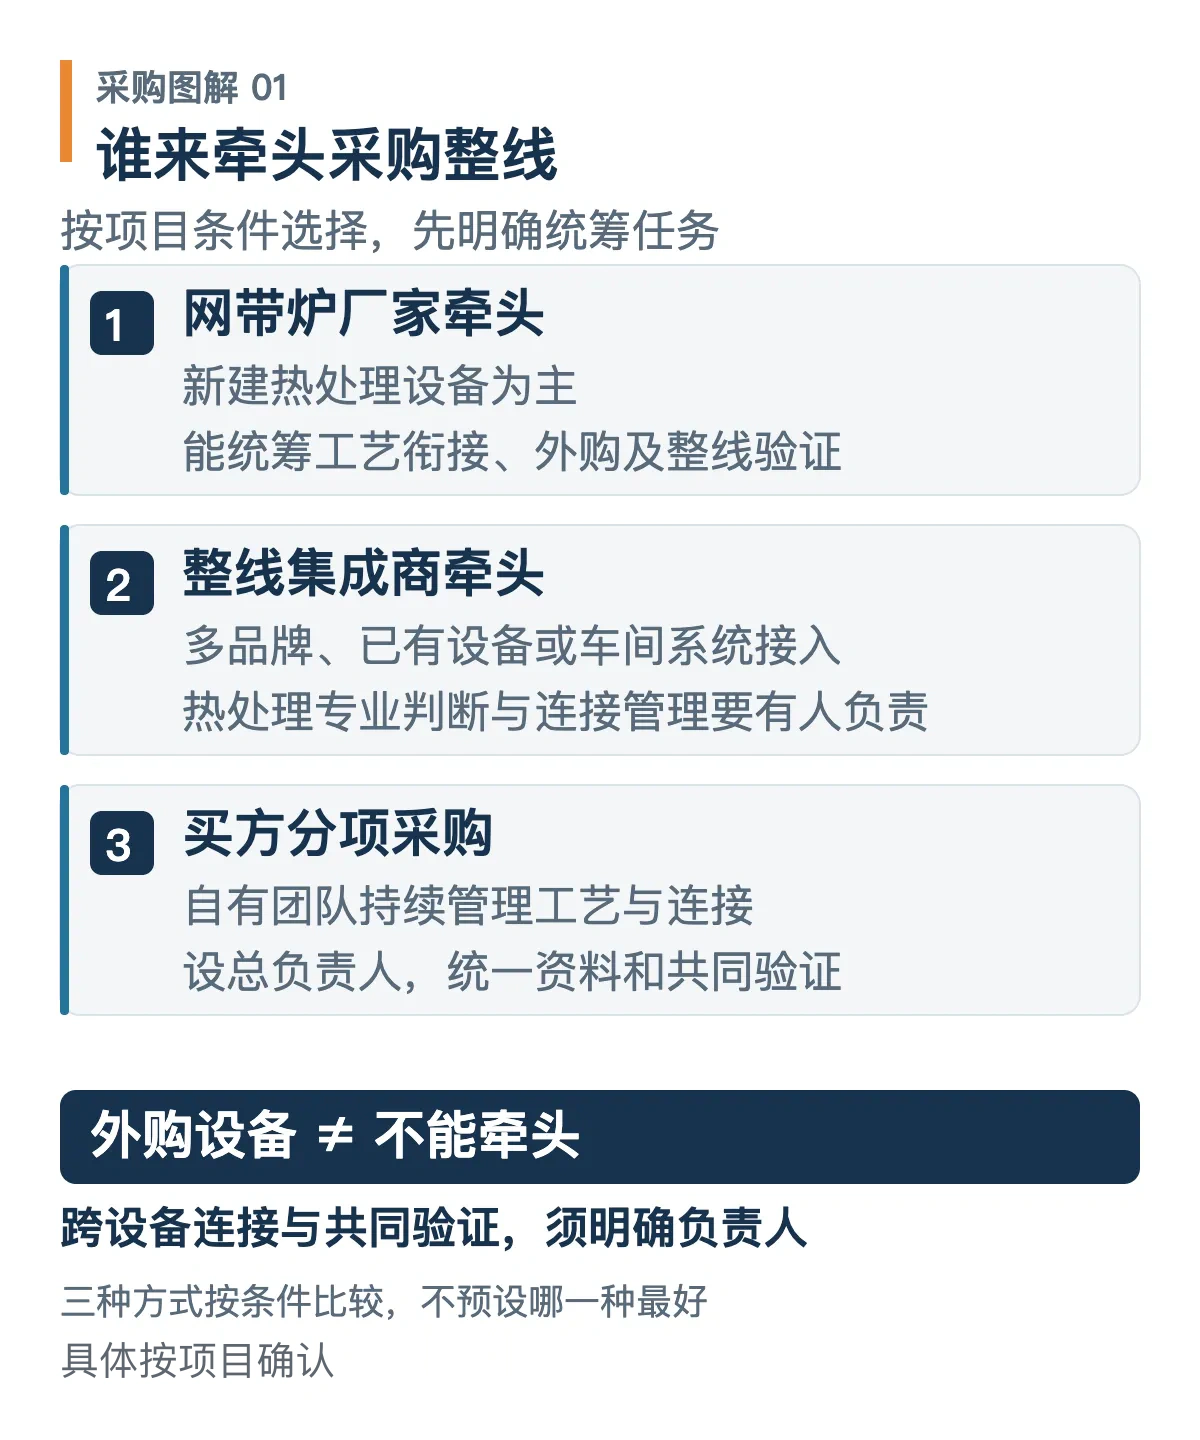 采购图解 01
谁来牵头采购整线
按项目条件选择，先明确统筹任务
1 网带炉厂家牵头
新建热处理设备为主
能统筹工艺衔接、外购及整线验证
2 整线集成商牵头
多品牌、已有设备或车间系统接入
热处理专业判断与连接管理要有人负责
3 买方分项采购
自有团队持续管理工艺与连接
设总负责人，统一资料和共同验证
外购设备 ≠ 不能牵头
跨设备连接与共同验证，须明确负责人
三种方式按条件比较，不预设哪一种最好
具体按项目确认